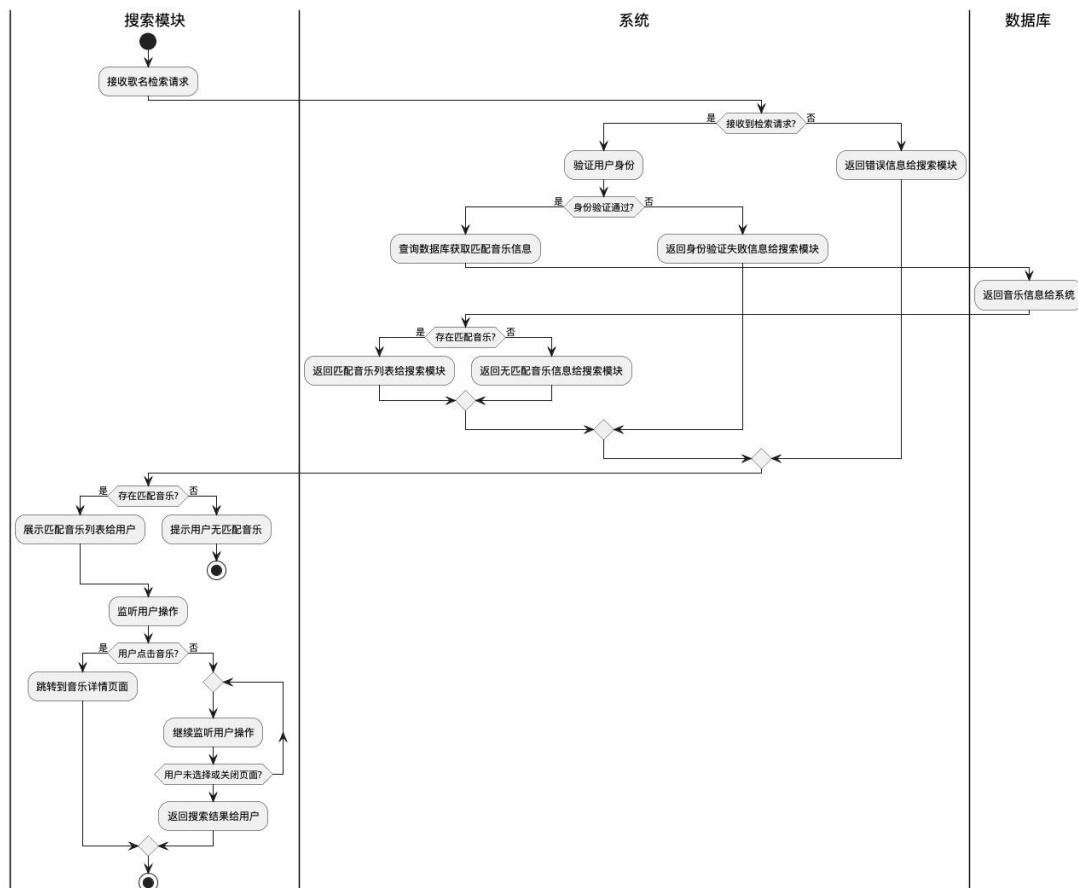 搜索模块
系统
数据库
接收歌名检索请求
是
接收到检索请求?
否
验证用户身份
返回错误信息给搜索模块
是
身份验证通过?
否
查询数据库获取匹配音乐信息
返回身份验证失败信息给搜索模块
返回音乐信息给系统
是
存在匹配音乐?
否
返回匹配音乐列表给搜索模块
返回无匹配音乐信息给搜索模块
是
存在匹配音乐?
否
展示匹配音乐列表给用户
提示用户无匹配音乐
监听用户操作
是
用户点击音乐?
否
跳转到音乐详情页面
继续监听用户操作
用户未选择或关闭页面?
返回搜索结果给用户